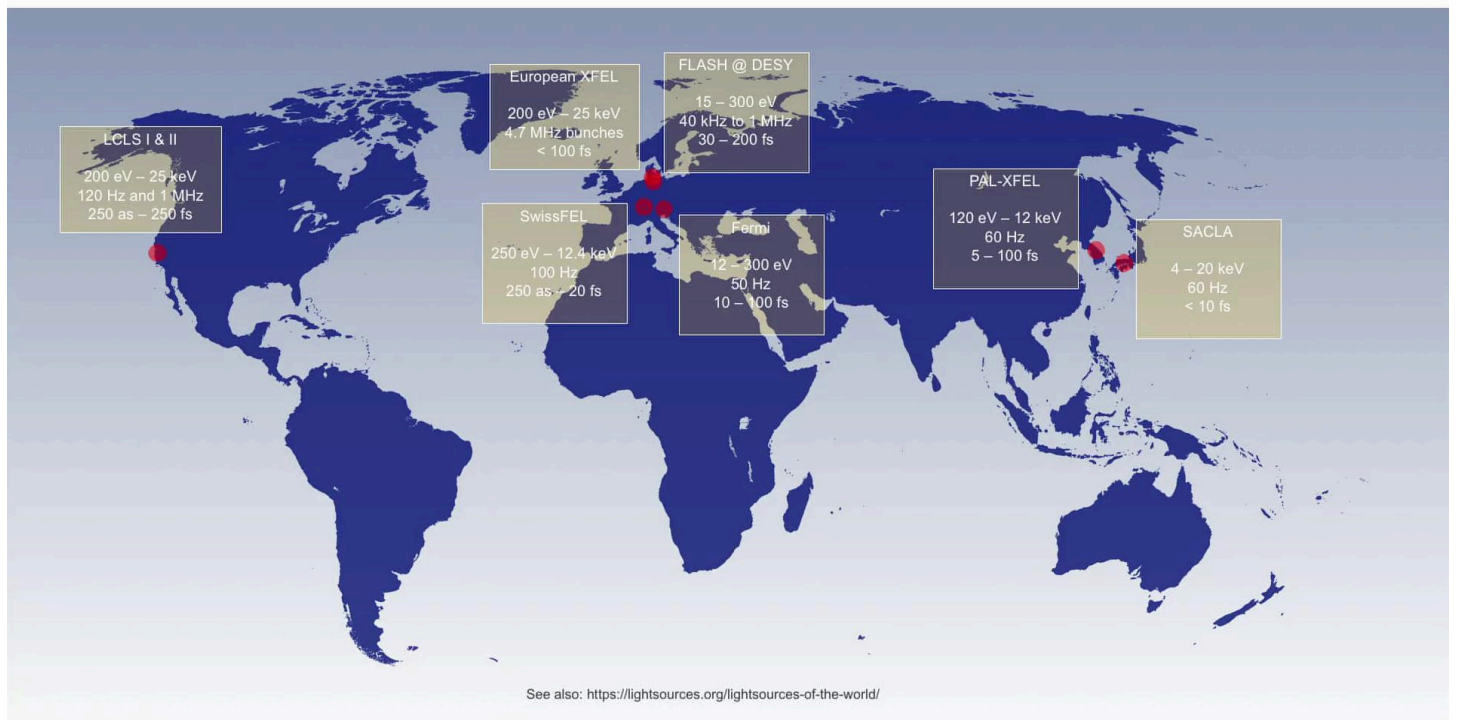 LCLS I & II
200 eV – 25 keV
120 Hz and 1 MHz
250 as – 250 fs
European XFEL
200 eV – 25 keV
4.7 MHz bunches
< 100 fs
FLASH @ DESY
15 – 300 eV
40 kHz to 1 MHz
30 – 200 fs
SwissFEL
250 eV – 12.4 keV
100 Hz
250 as – 20 fs
Fermi
12 – 300 eV
50 Hz
10 – 100 fs
PAL-XFEL
120 eV – 12 keV
60 Hz
5 – 100 fs
SACLA
4 – 20 keV
60 Hz
< 10 fs
See also: https://lightsources.org/lightsources-of-the-world/